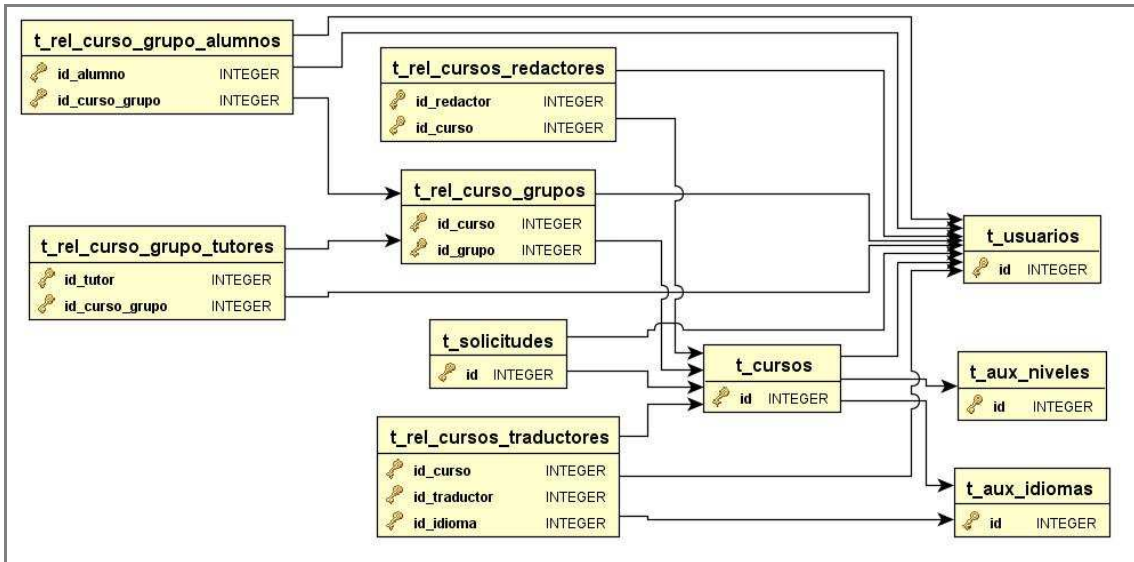 t_rel_curso_grupo_alumnos
id_alumno INTEGER
id_curso_grupo INTEGER
t_rel_cursos_redactores
id_redactor INTEGER
id_curso INTEGER
t_rel_curso_grupos
id_curso INTEGER
id_grupo INTEGER
t_rel_curso_grupo_tutores
id_tutor INTEGER
id_curso_grupo INTEGER
t_usuarios
id INTEGER
t_solicitudes
id INTEGER
t_cursos
id INTEGER
t_aux_niveles
id INTEGER
t_rel_cursos_traductores
id_curso INTEGER
id_traductor INTEGER
id_idioma INTEGER
t_aux_idiomas
id INTEGER